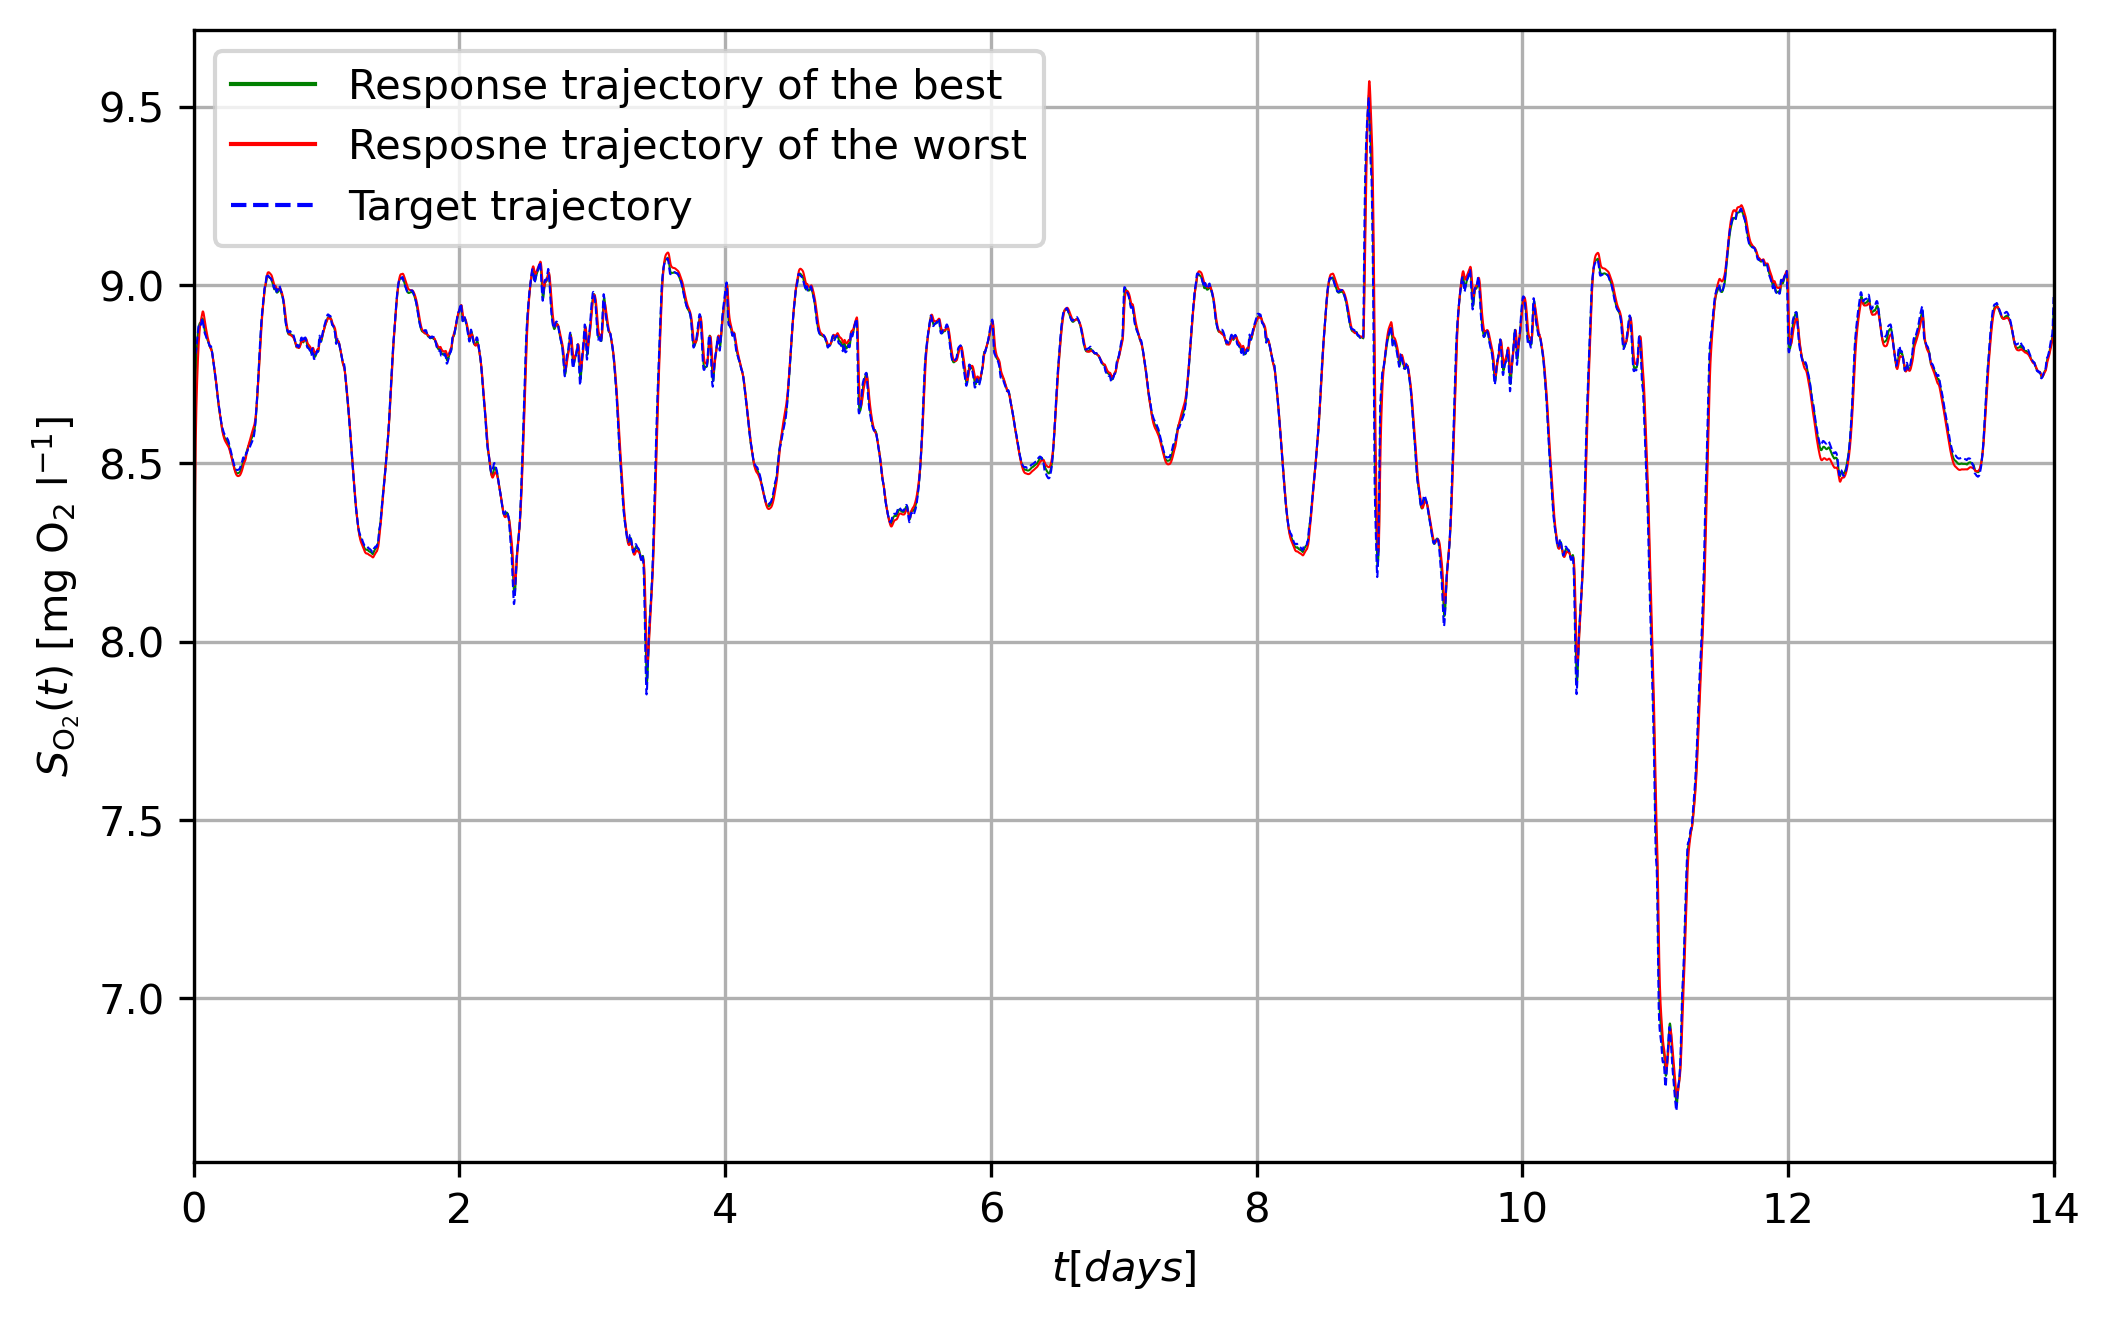 Response trajectory of the best
Resposne trajectory of the worst
Target trajectory
9.5
9.0
8.5
8.0
7.5
7.0
S_{O_2}(t) [mg O_2 l^{-1}]
0 2 4 6 8 10 12 14
t[days]